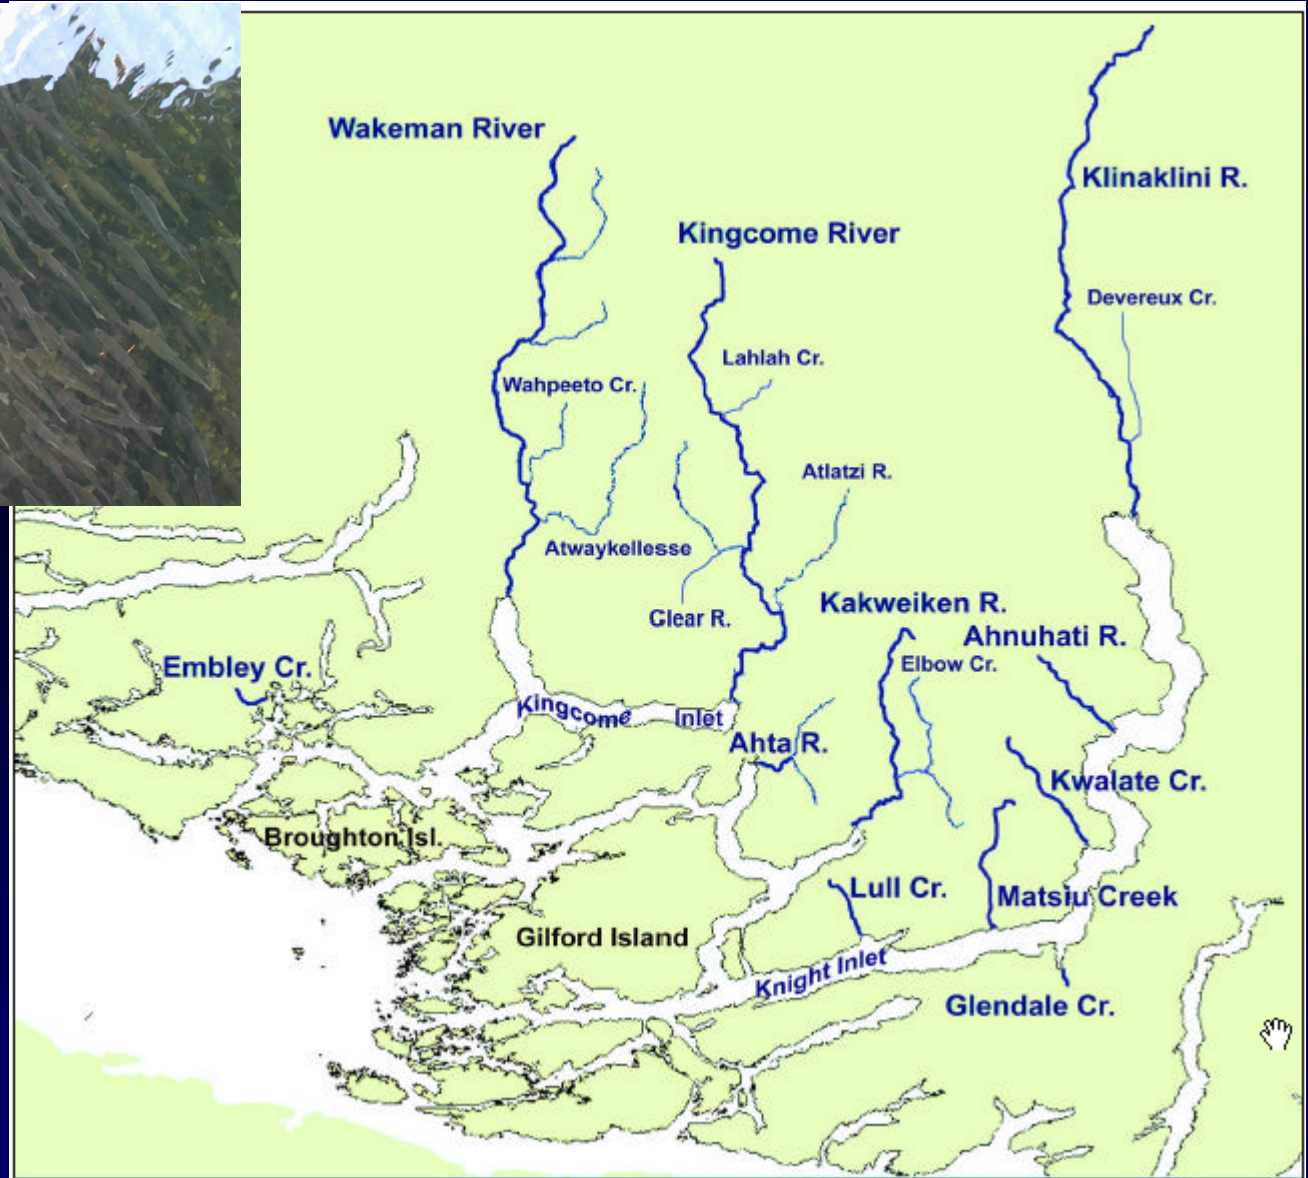 Wakeman River
Klinaklini R.
Kingcome River
Devereux Cr.
Lahlah Cr.
Wahpeeto Cr.
Atlatzi R.
Atwaykellesse
Kakweiken R.
Clear R.
Ahnuhati R.
Embley Cr.
Elbow Cr.
Kingcome Inlet
Ahta R.
Kwalate Cr.
Broughton Isl.
Lull Cr.
Matsiu Creek
Gilford Island
Knight Inlet
Glendale Cr.